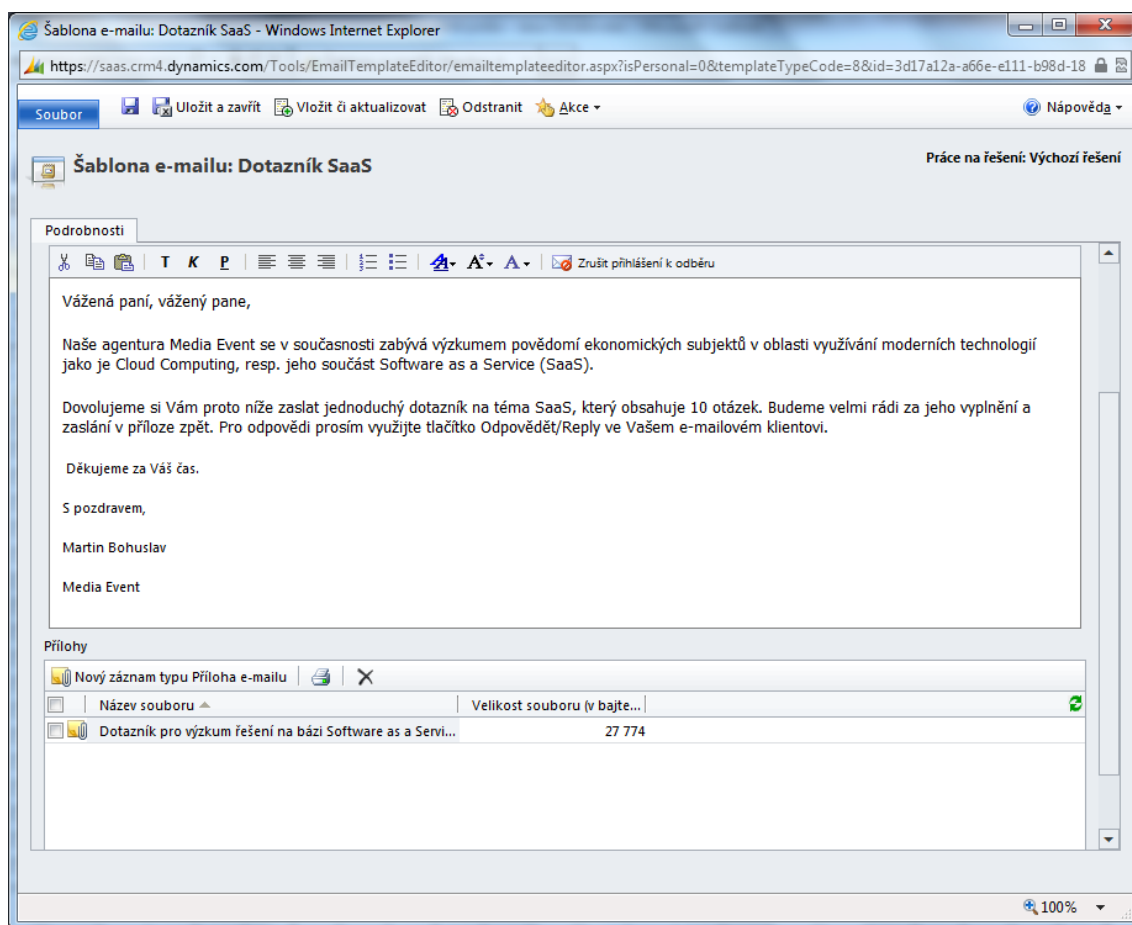 Šablona e-mailu: Dotazník SaaS - Windows Internet Explorer
https://saas.crm4.dynamics.com/Tools/EmailTemplateEditor/emailtemplateeditor.aspx?isPersonal=0&templateTypeCode=8&id=3d17a12a-a66e-e111-b98d-18
Soubor Uložit a zavřít Vložit či aktualizovat Odstranit Akce Nápověda
Šablona e-mailu: Dotazník SaaS Práce na řešení: Výchozí řešení
Podrobnosti
T K P A A A Zrušit přihlášení k odběru
Vážená paní, vážený pane,
Naše agentura Media Event se v současnosti zabývá výzkumem povědomí ekonomických subjektů v oblasti využívání moderních technologií
jako je Cloud Computing, resp. jeho součást Software as a Service (SaaS).
Dovolujeme si Vám proto níže zaslat jednoduchý dotazník na téma SaaS, který obsahuje 10 otázek. Budeme velmi rádi za jeho vyplnění a
zaslání v příloze zpět. Pro odpovědi prosím využijte tlačítko Odpovědět/Reply ve Vašem e-mailovém klientovi.
Děkujeme za Váš čas.
S pozdravem,
Martin Bohuslav
Media Event
Přílohy
Nový záznam typu Příloha e-mailu
Název souboru Velikost souboru (v bajte...
Dotazník pro výzkum řešení na bázi Software as a Servi... 27 774
100%